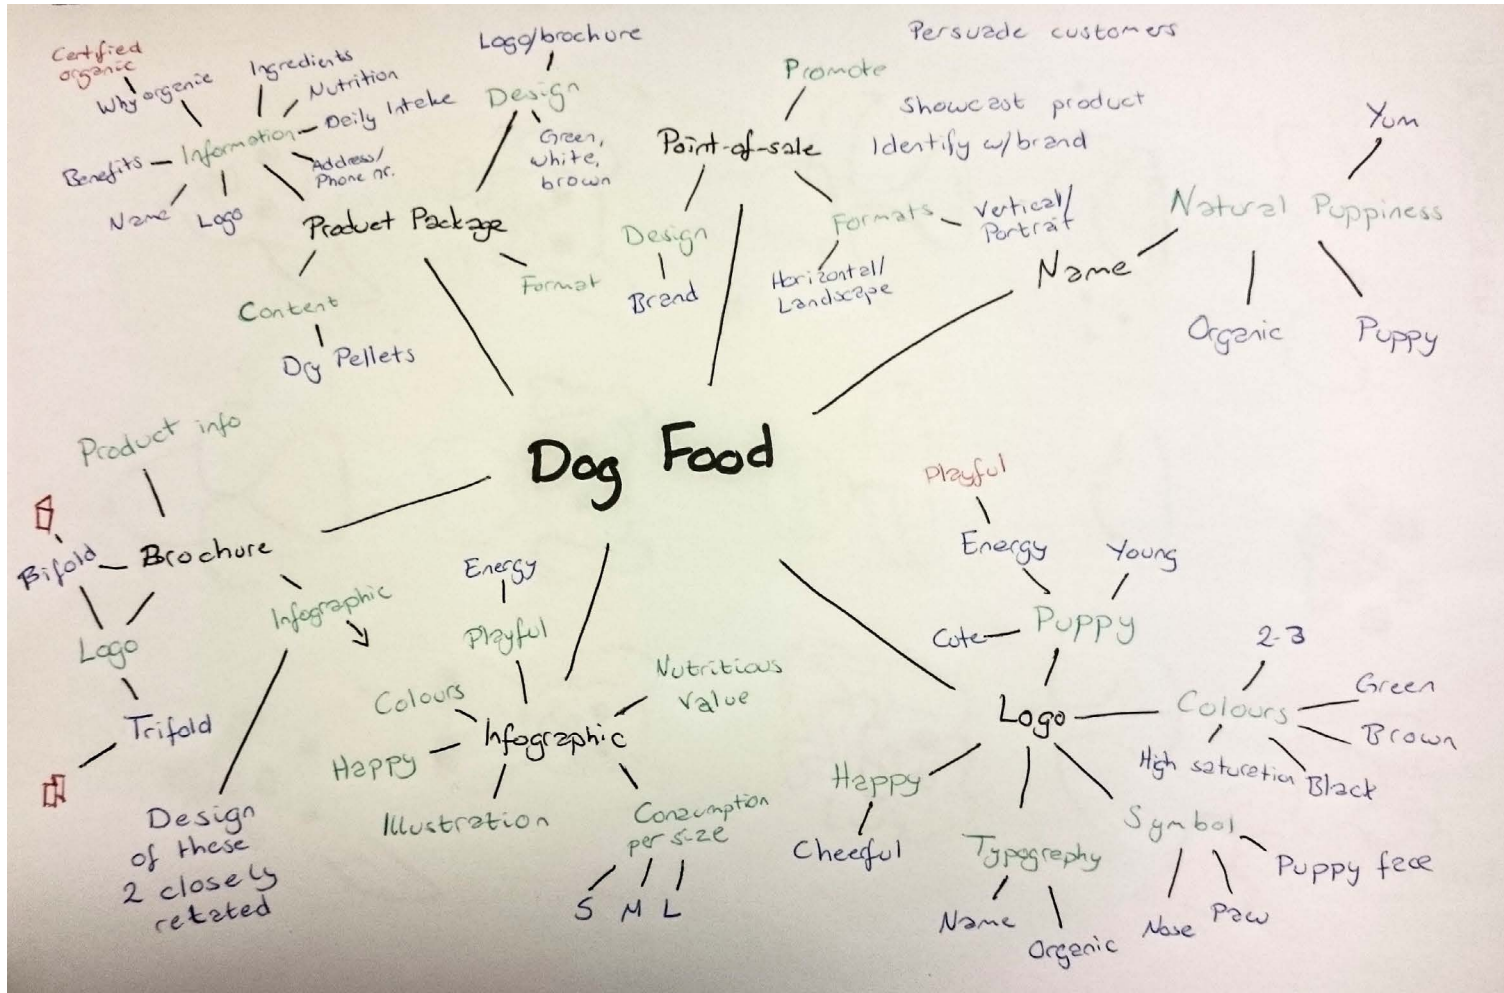 Certified
organic
Why organic
Ingredients
Nutrition
Daily Inteke
Information
Benefits
Address/
Phone nr.
Name
Logo
Logo/brochure
Design
Green,
white,
brown
Product Package
Content
Dry Pellets
Format
Persuade customers
Promote
Showcast product
Point-of-sale
Identify w/brand
Design
Brand
Formats
Vertical/
Portrait
Horizontal/
Landscape
Yum
Natural Puppiness
Name
Organic
Puppy
Dog Food
Product info
Brochure
Bifold
Infographic
Logo
Trifold
Design
of these
2 closely
retated
Energy
Playful
Colours
Nutritious
value
Infographic
Happy
Illustration
Consumption
per size
S M L
Playful
Energy
Young
Cute
Puppy
2-3
Logo
Colours
Green
Brown
High saturation
Black
Happy
Cheeful
Symbol
Typography
Puppy face
Name
Organic
Nose
Paw